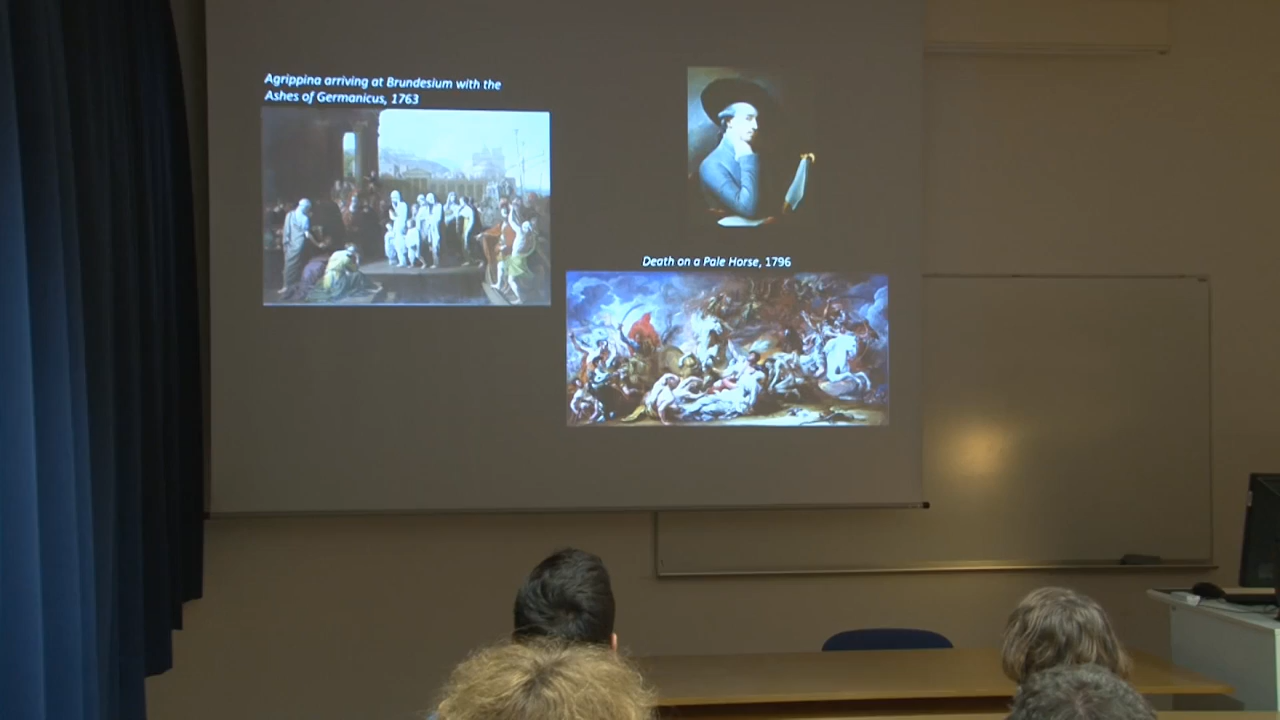 Agrippina arriving at Brundesium with the
Ashes of Germanicus, 1763
Death on a Pale Horse, 1796